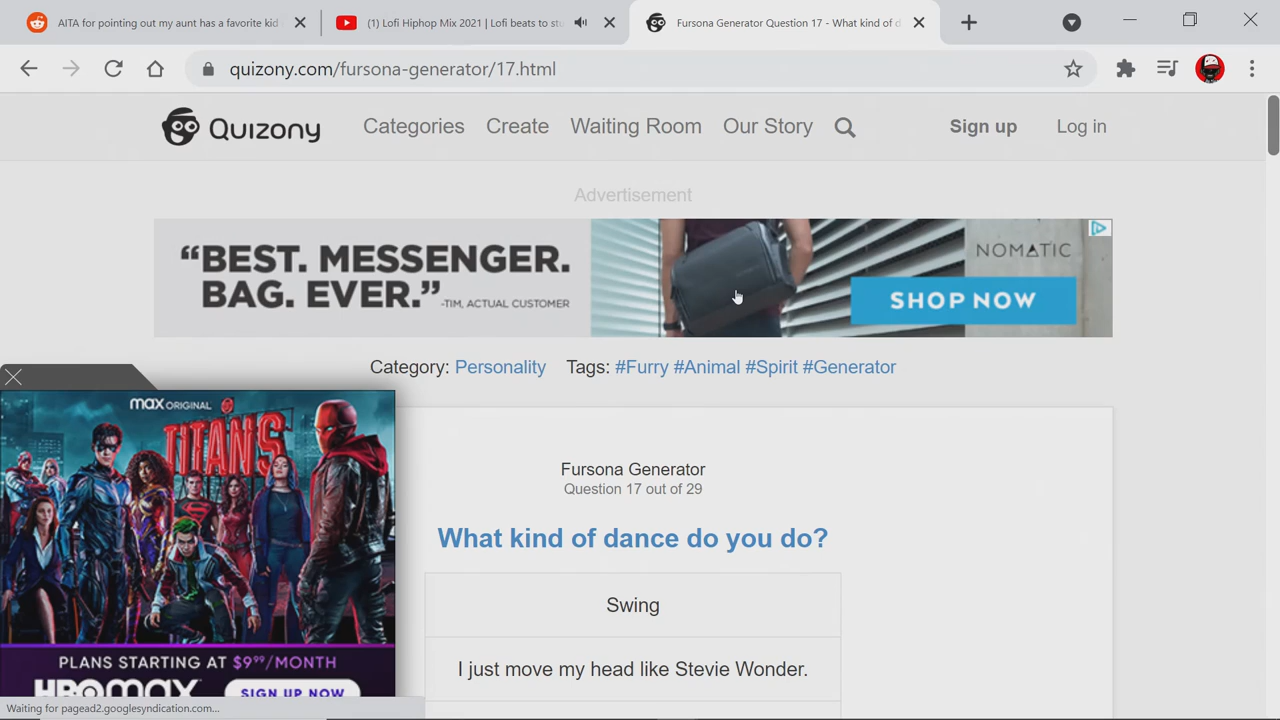 AITA for pointing out my aunt has a favorite kid
(1) Lofi Hiphop Mix 2021 | Lofi beats to stu
Fursona Generator Question 17 - What kind of d
quizony.com/fursona-generator/17.html
Quizony
Categories
Create
Waiting Room
Our Story
Sign up
Log in
Advertisement
“BEST. MESSENGER.
BAG. EVER.” -TIM, ACTUAL CUSTOMER
NOMATIC
SHOP NOW
Category: Personality Tags: #Furry #Animal #Spirit #Generator
max ORIGINAL
TITANS
PLANS STARTING AT $9⁹⁹/MONTH
HBOMAX
SIGN UP NOW
Fursona Generator
Question 17 out of 29
What kind of dance do you do?
Swing
I just move my head like Stevie Wonder.
Waiting for pagead2.googlesyndication.com...